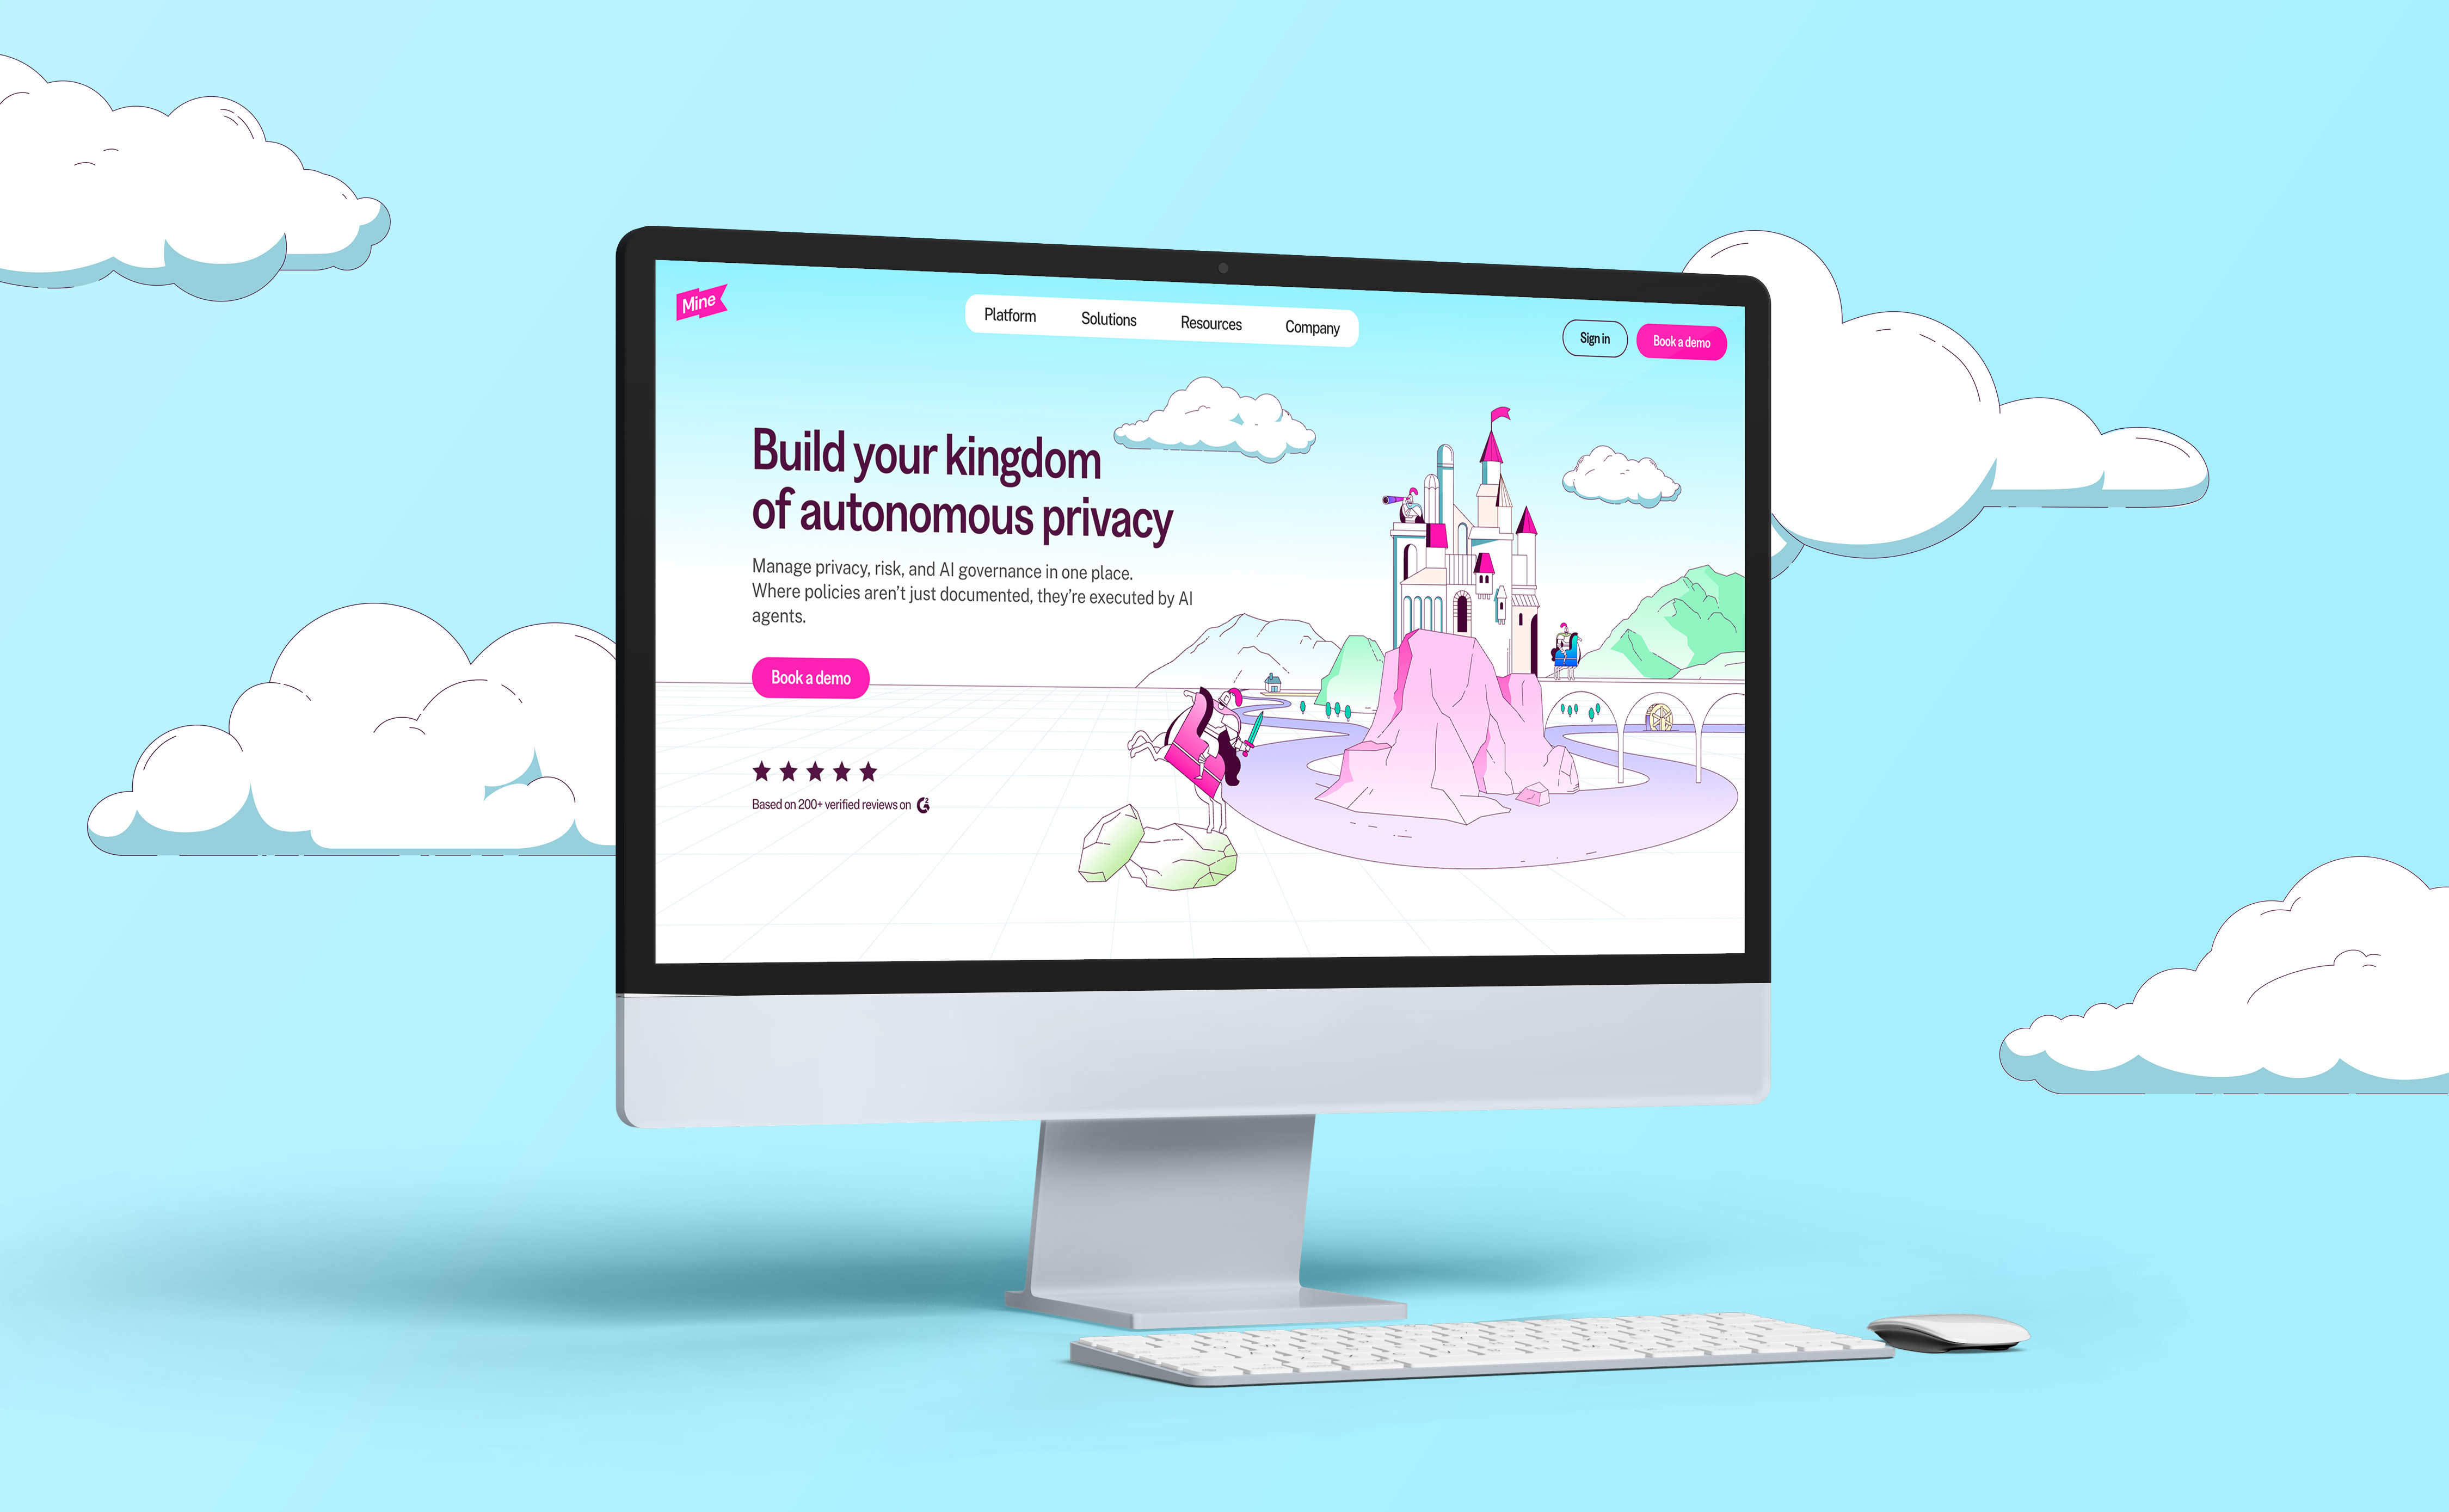 Mine
Platform
Solutions
Resources
Company
Sign in
Book a demo
Build your kingdom
of autonomous privacy
Manage privacy, risk, and AI governance in one place.
Where policies aren’t just documented, they’re executed by AI
agents.
Book a demo
Based on 200+ verified reviews on G2